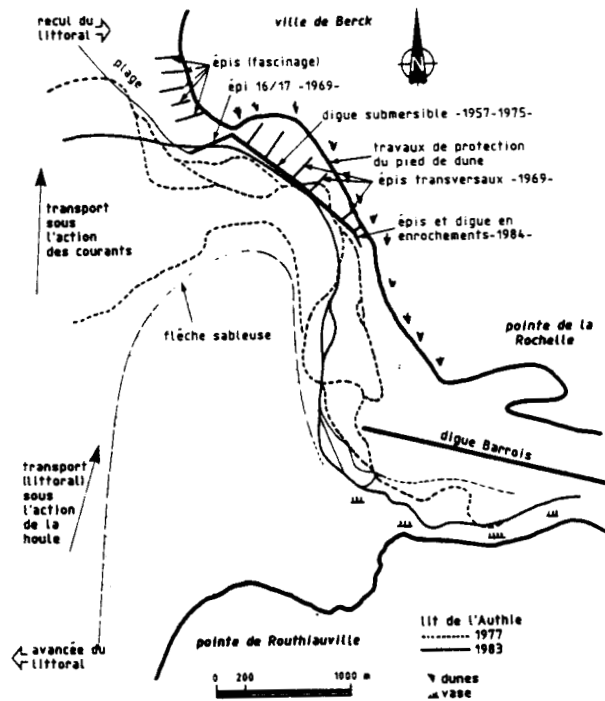 recul du
littoral
ville de Berck
N
plage
épis (fascinage)
épi 16/17 -1969-
digue submersible -1957-1975-
travaux de protection
du pied de dune
épis transversaux -1969-
épis et digue en
enrochements-1984-
transport
sous
l'action
des courants
flèche sableuse
pointe de la
Rochelle
digue Barrois
transport
(littoral)
sous
l'action
de la
houle
avancée du
littoral
pointe de Routhiauville
lit de l'Authie
1977
1983
0 200 1000 m
dunes
vase